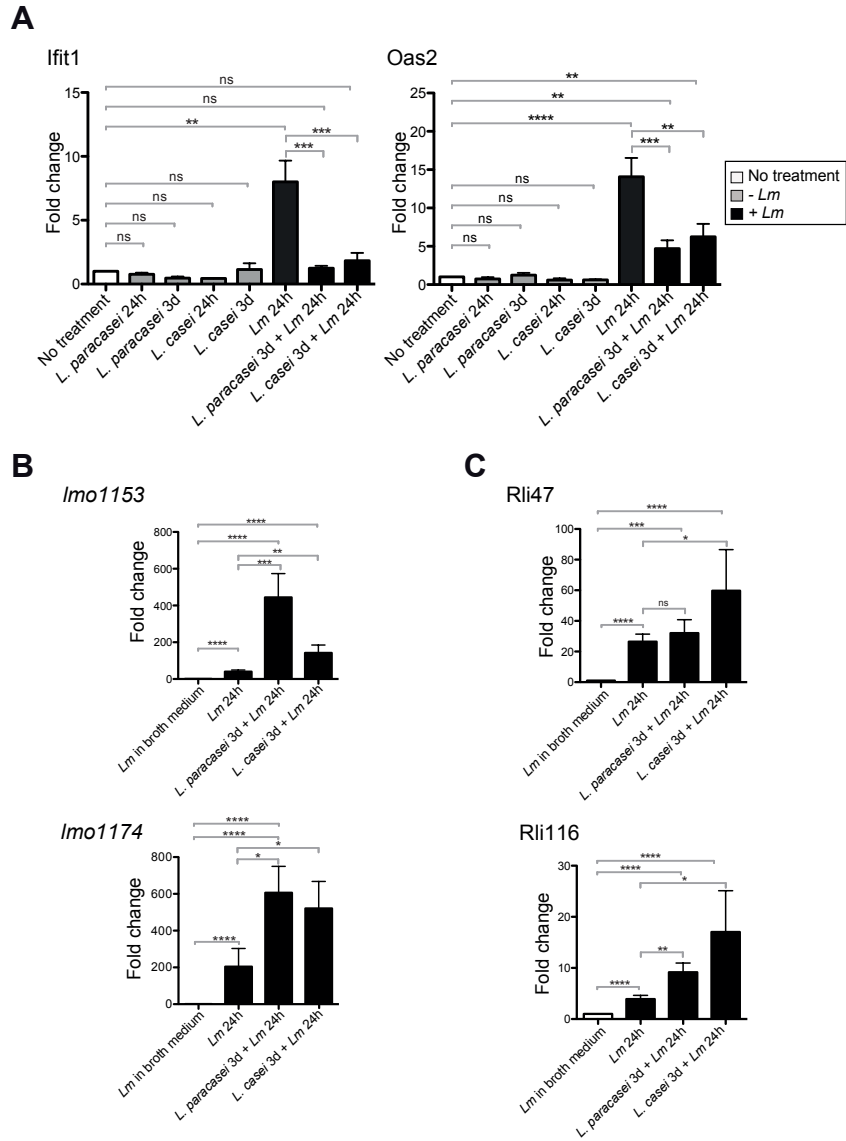 A
Ifit1
ns
ns
**
***
***
ns
ns
ns
ns
15
10
5
0
Fold change
No treatment
L. paracasei 24h
L. paracasei 3d
L. casei 24h
L. casei 3d
Lm 24h
L. paracasei 3d + Lm 24h
L. casei 3d + Lm 24h
Oas2
**
**
****
**
***
ns
ns
ns
ns
25
20
15
10
5
0
Fold change
No treatment
L. paracasei 24h
L. paracasei 3d
L. casei 24h
L. casei 3d
Lm 24h
L. paracasei 3d + Lm 24h
L. casei 3d + Lm 24h
No treatment
- Lm
+ Lm
B
lmo1153
****
****
**
***
****
800
600
400
200
0
Fold change
Lm in broth medium
Lm 24h
L. paracasei 3d + Lm 24h
L. casei 3d + Lm 24h
lmo1174
****
****
*
*
****
800
600
400
200
0
Fold change
Lm in broth medium
Lm 24h
L. paracasei 3d + Lm 24h
L. casei 3d + Lm 24h
C
Rli47
****
***
*
ns
****
100
80
60
40
20
0
Fold change
Lm in broth medium
Lm 24h
L. paracasei 3d + Lm 24h
L. casei 3d + Lm 24h
Rli116
****
****
*
**
****
30
20
10
0
Fold change
Lm in broth medium
Lm 24h
L. paracasei 3d + Lm 24h
L. casei 3d + Lm 24h